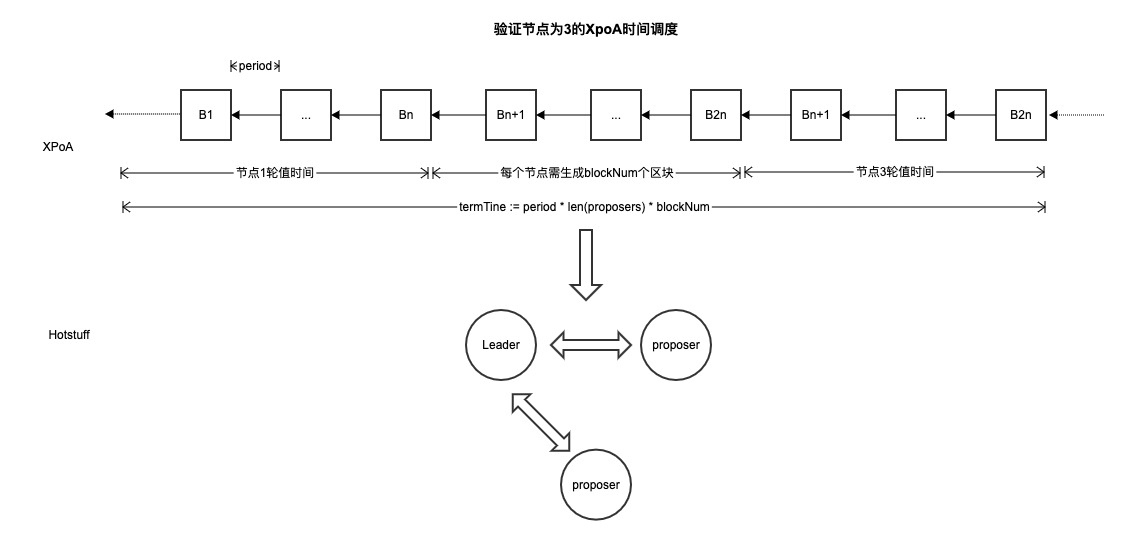 验证节点为3的XpoA时间调度
period
B1
...
Bn
Bn+1
...
B2n
Bn+1
...
B2n
XPoA
节点1轮值时间
每个节点需生成blockNum个区块
节点3轮值时间
termTine := period * len(proposers) * blockNum
Hotstuff
Leader
proposer
proposer